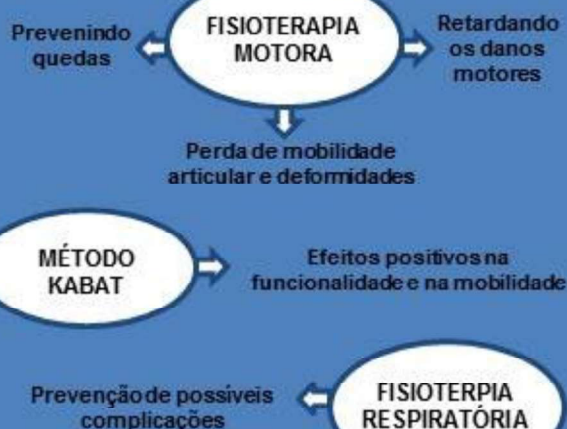 Prevenindo
quedas
FISIOTERAPIA
MOTORA
Retardando
os danos
motores
Perda de mobilidade
articular e deformidades
MÉTODO
KABAT
Efeitos positivos na
funcionalidade e na mobilidade
Prevenção de possíveis
complicações
FISIOTERPIA
RESPIRATÓRIA